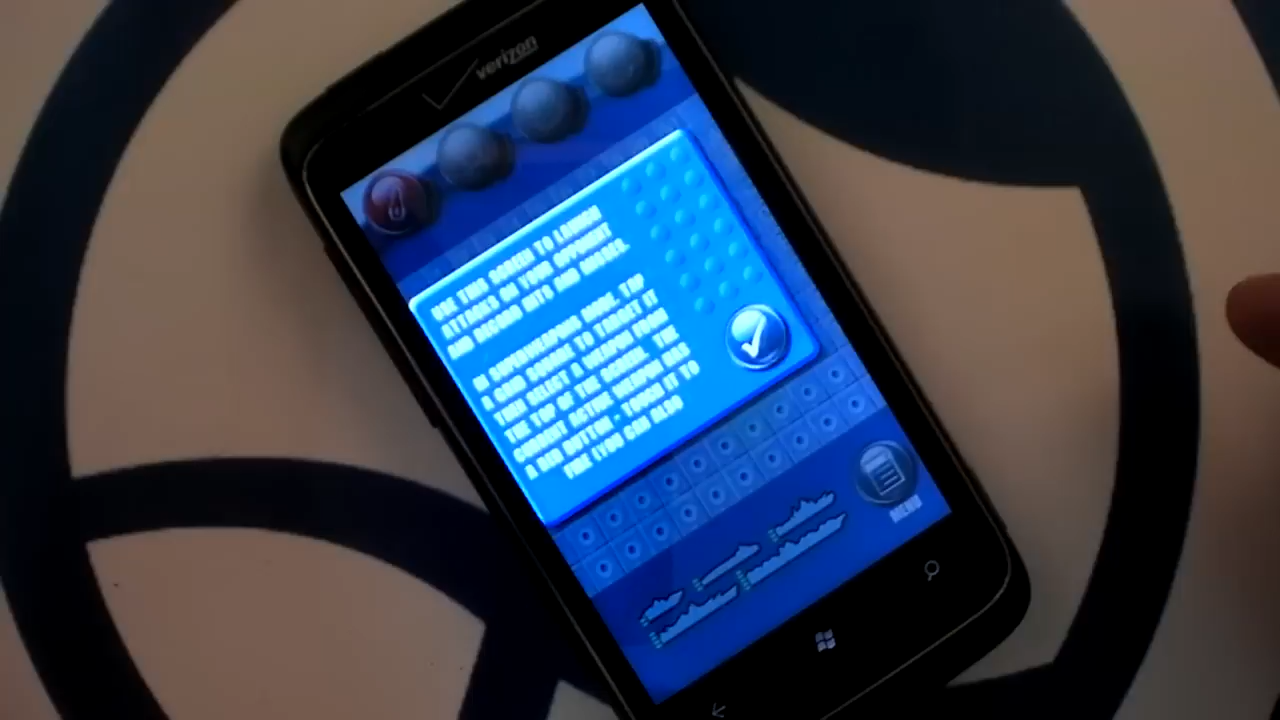 verizon
USE THIS SCREEN TO LAUNCH
ATTACKS ON YOUR OPPONENT
AND RECORD HITS AND MISSES.
IN SUPERWEAPONS MODE, TAP
A GRID SQUARE TO TARGET IT
THEN SELECT A WEAPON FROM
THE TOP OF THE SCREEN. THE
CURRENT ACTIVE WEAPON HAS
A RED BUTTON - TOUCH IT TO
FIRE (YOU CAN ALSO
MENU